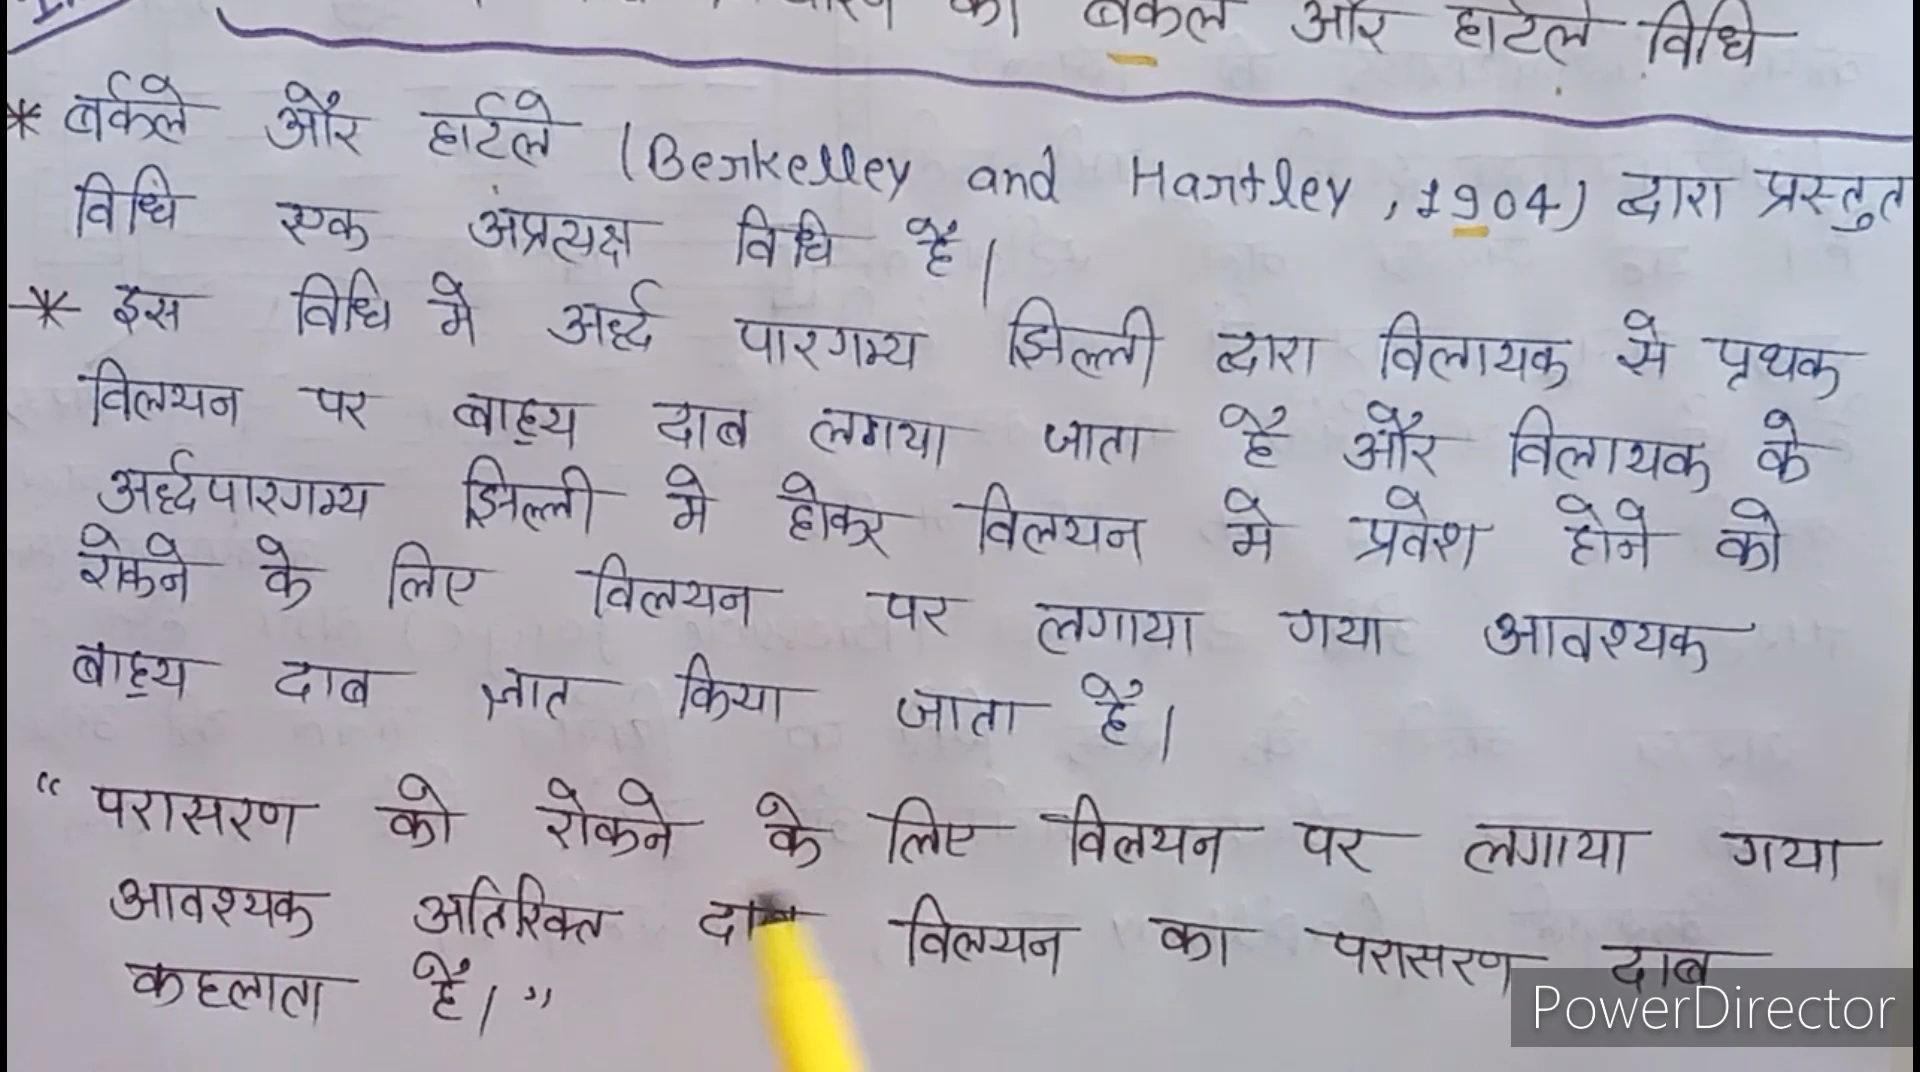 की बर्कले और हार्टले विधि
* बर्कले और हार्टले (Berkelley and Hartley, 1904) द्वारा प्रस्तुत
विधि एक अप्रत्यक्ष विधि है।
* इस विधि मे अर्द्ध पारगम्य झिल्ली द्वारा विलायक से पृथक
विलयन पर बाह्य दाब लगाया जाता है और विलायक के
अर्द्धपारगम्य झिल्ली मे होकर विलयन मे प्रवेश होने को
रोकने के लिए विलयन पर लगाया गया आवश्यक
बाह्य दाब ज्ञात किया जाता है।
“ परासरण को रोकने के लिए विलयन पर लगाया गया
आवश्यक अतिरिक्त दाब विलयन का परासरण दाब
कहलाता है। ”
PowerDirector